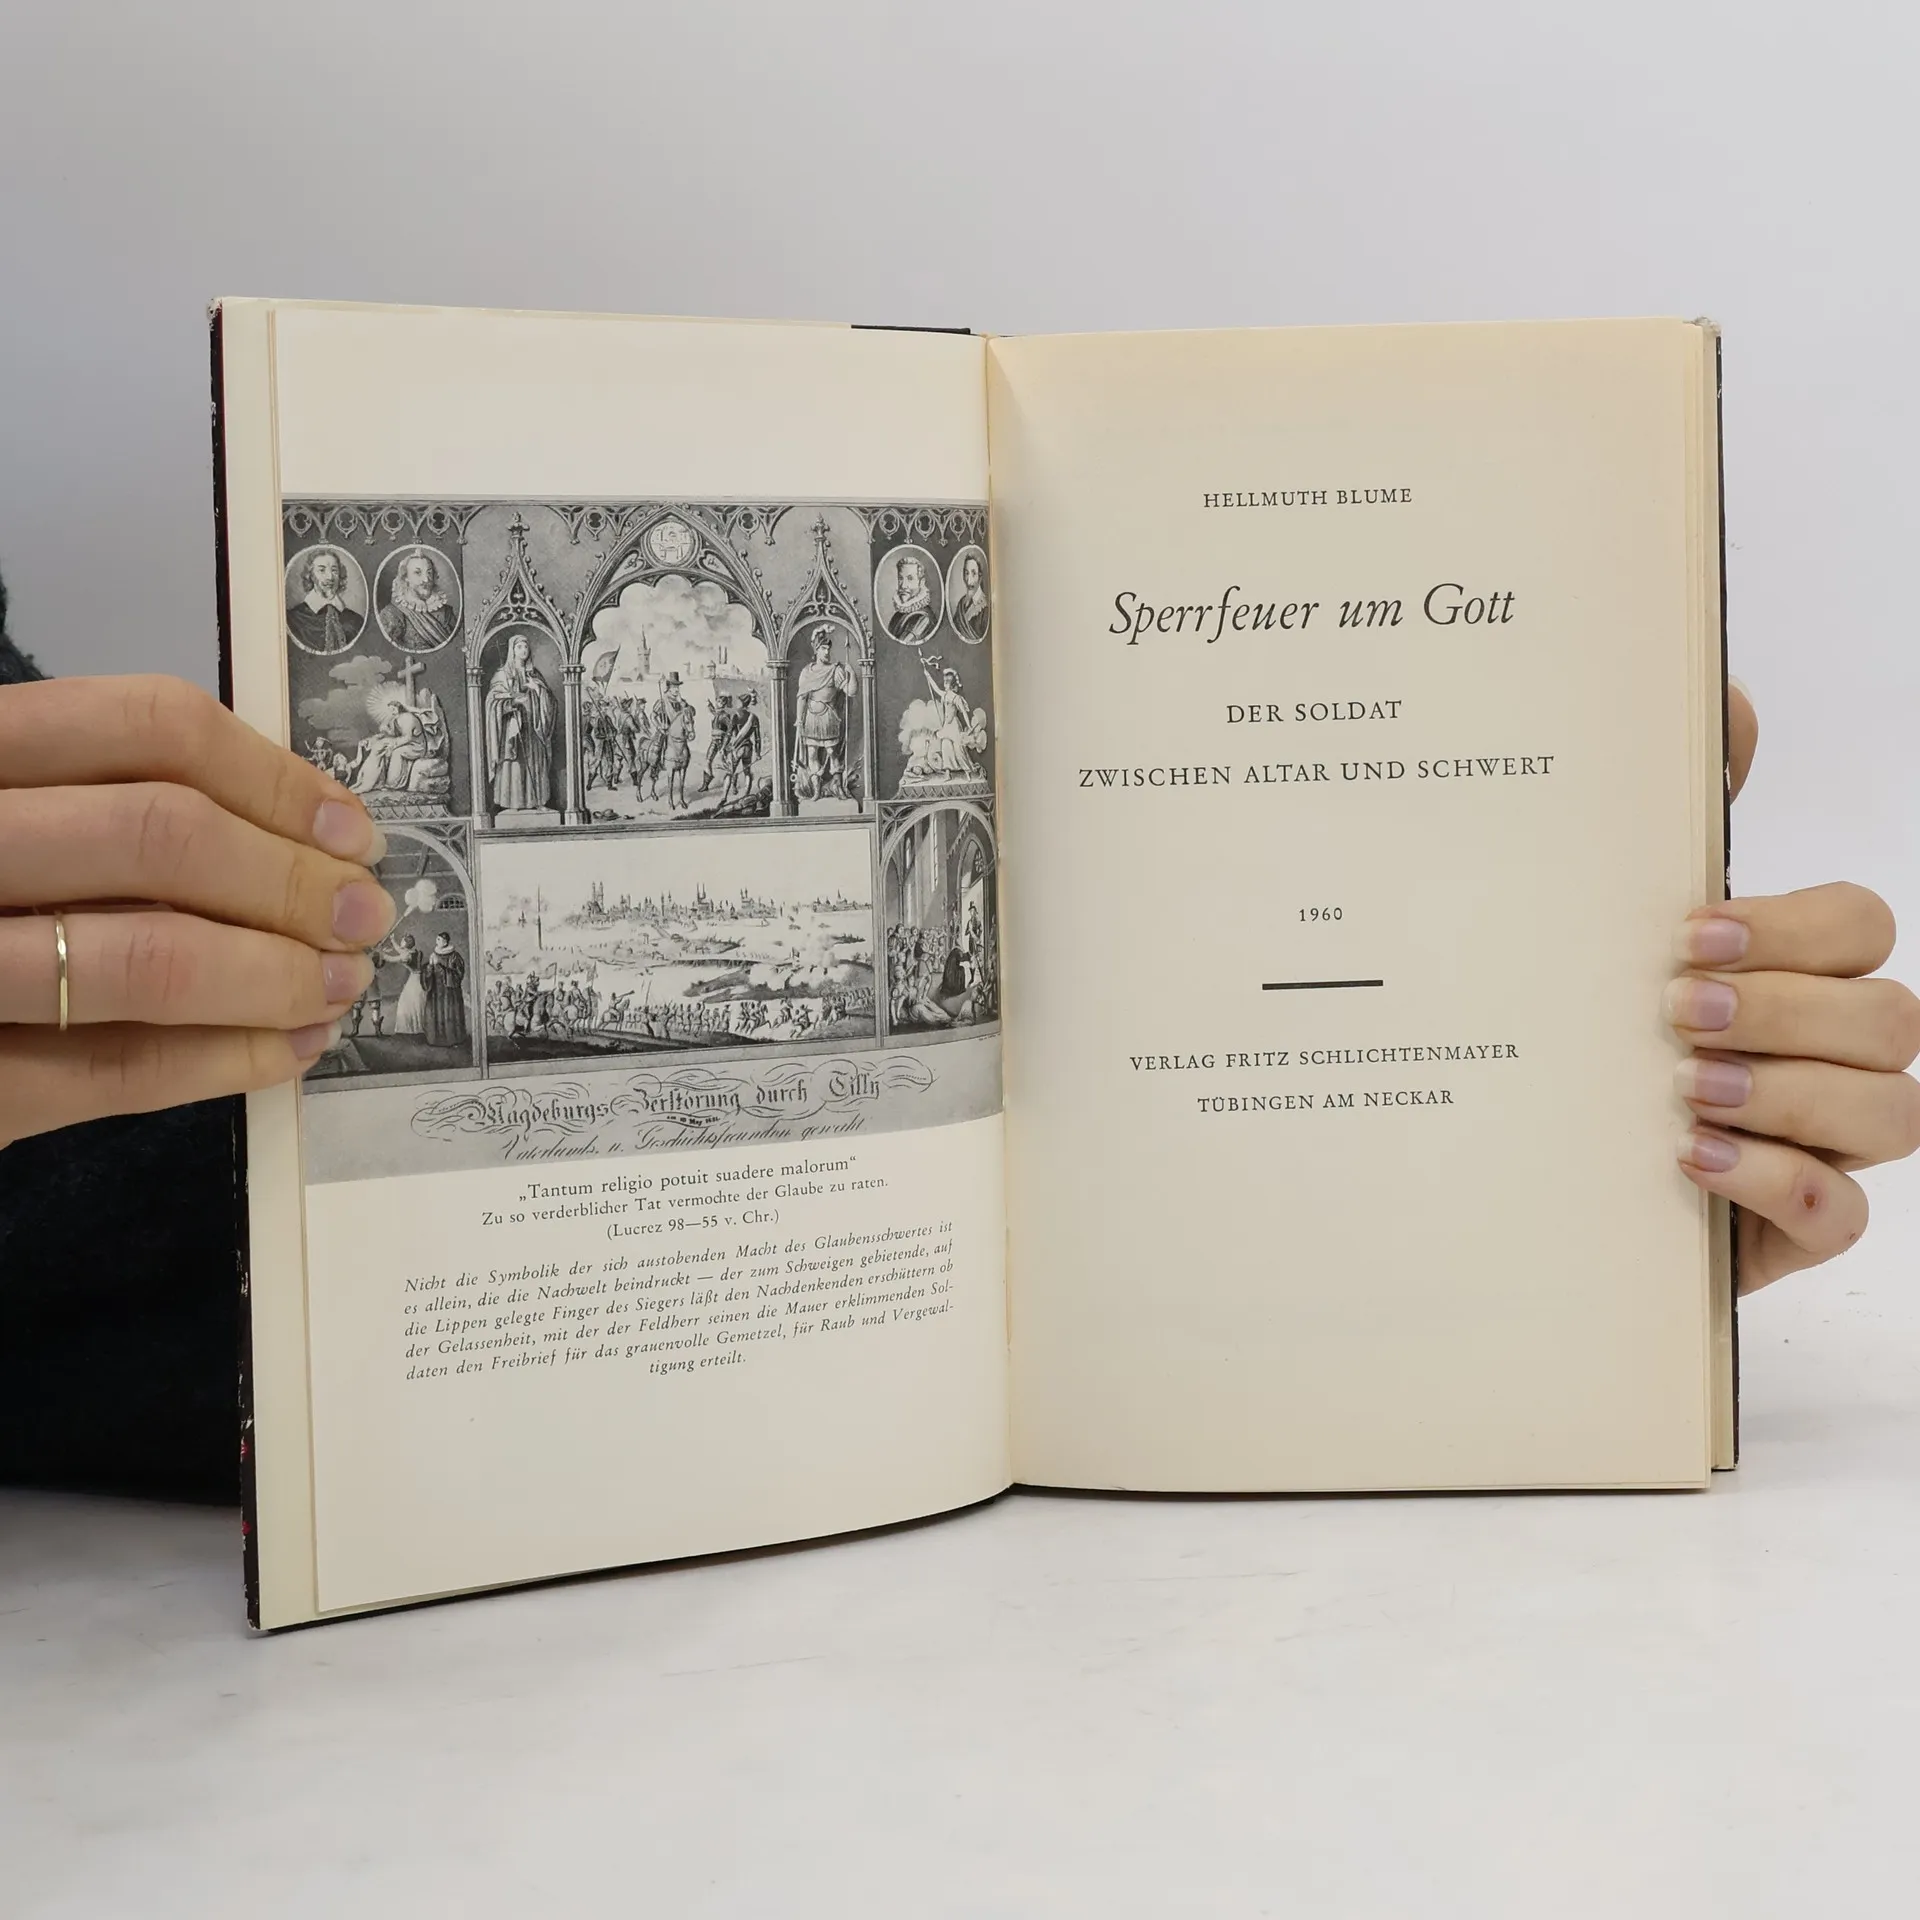 Magdeburgs Zerstörung durch Tilly
Vaterlands. u. Geschichtsfreunden geweiht
„Tantum religio potuit suadere malorum“
Zu so verderblicher Tat vermochte der Glaube zu raten.
(Lucrez 98—55 v. Chr.)
Nicht die Symbolik der sich austobenden Macht des Glaubensschwertes ist
es allein, die die Nachwelt beindruckt — der zum Schweigen gebietende, auf
die Lippen gelegte Finger des Siegers läßt den Nachdenkenden erschüttern ob
der Gelassenheit, mit der der Feldherr seinen die Mauer erklimmenden Sol-
daten den Freibrief für das grauenvolle Gemetzel, für Raub und Vergewal-
tigung erteilt.
HELLMUTH BLUME
Sperrfeuer um Gott
DER SOLDAT
ZWISCHEN ALTAR UND SCHWERT
1960
VERLAG FRITZ SCHLICHTENMAYER
TÜBINGEN AM NECKAR